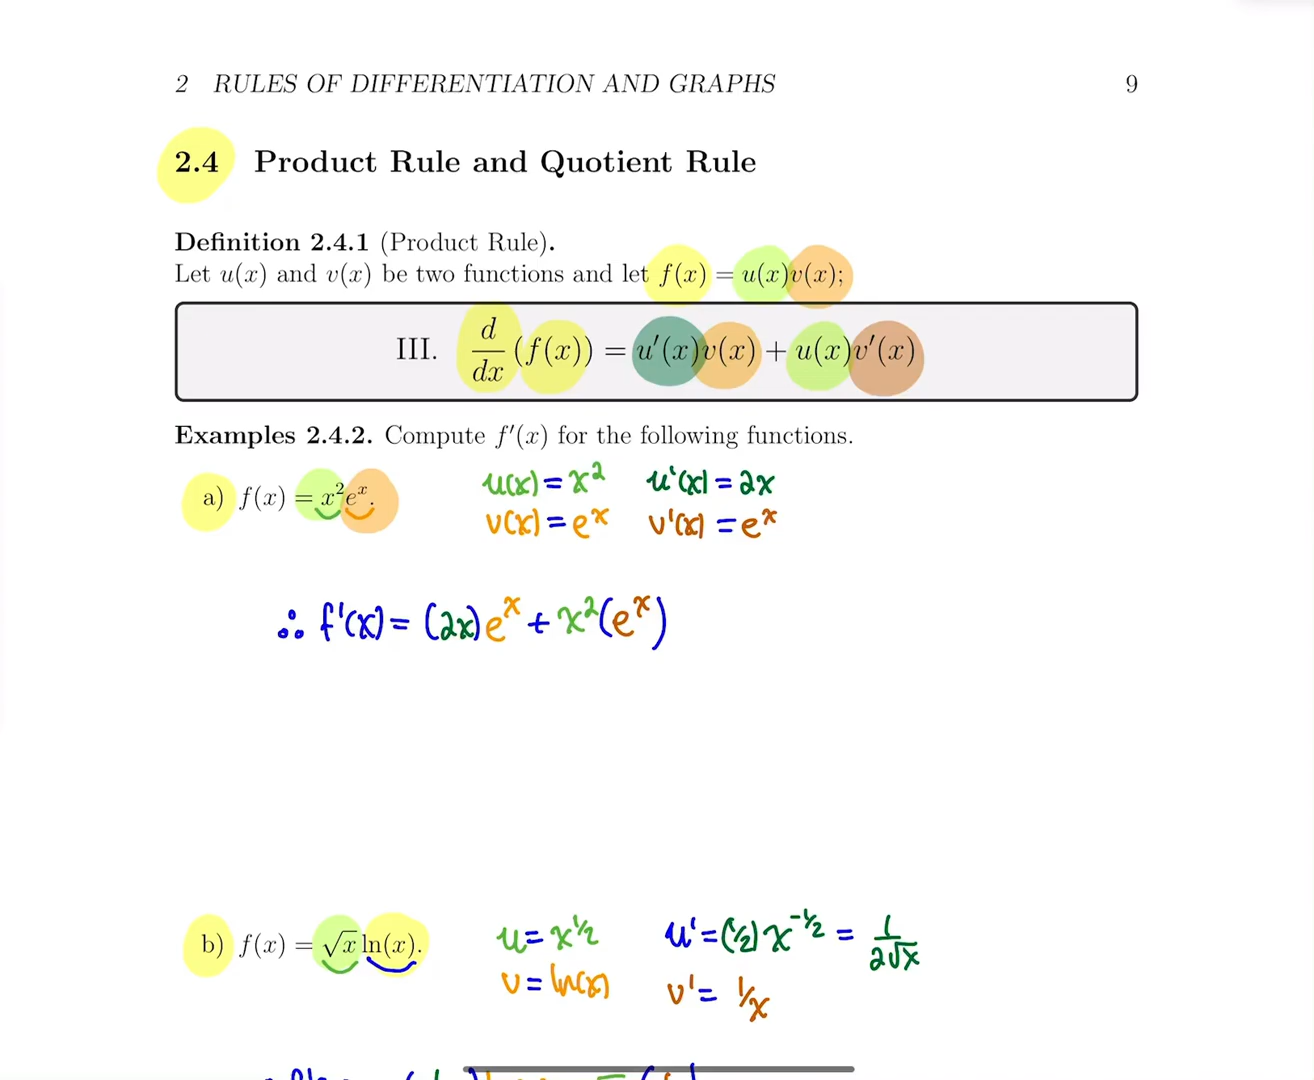 2 RULES OF DIFFERENTIATION AND GRAPHS 9
2.4 Product Rule and Quotient Rule
Definition 2.4.1 (Product Rule).
Let u(x) and v(x) be two functions and let f(x) = u(x)v(x);
III. d/dx (f(x)) = u'(x)v(x) + u(x)v'(x)
Examples 2.4.2. Compute f'(x) for the following functions.
a) f(x) = x²eˣ. u(x) = x² u'(x) = 2x
v(x) = eˣ v'(x) = eˣ
∴ f'(x) = (2x)eˣ + x²(eˣ)
b) f(x) = √x ln(x). u = x^½ u' = (½)x^-½ = 1/2√x
v = ln(x) v' = 1/x